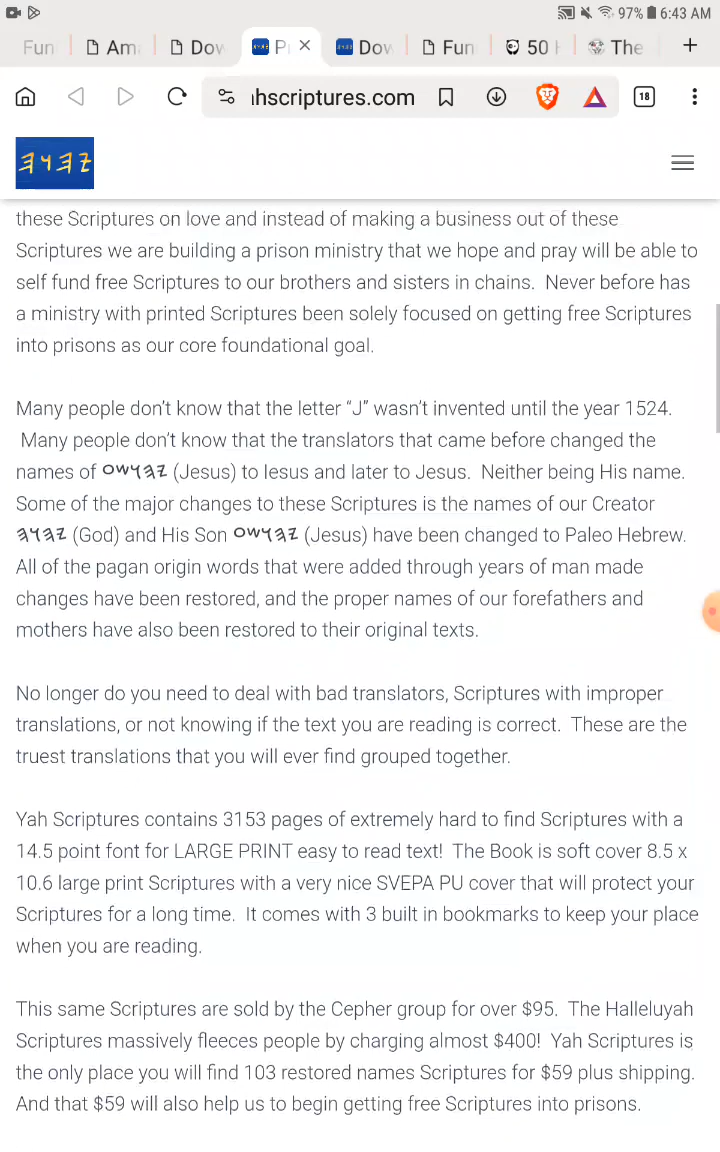 97% 6:43 AM
Fun Am Dov P × Dov Fun 50 The +
hscriptures.com 18
𐤉𐤄𐤅𐤄
these Scriptures on love and instead of making a business out of these
Scriptures we are building a prison ministry that we hope and pray will be able to
self fund free Scriptures to our brothers and sisters in chains. Never before has
a ministry with printed Scriptures been solely focused on getting free Scriptures
into prisons as our core foundational goal.
Many people don't know that the letter “J” wasn't invented until the year 1524.
Many people don't know that the translators that came before changed the
names of 𐤉𐤄𐤅𐤔𐤏 (Jesus) to Iesus and later to Jesus. Neither being His name.
Some of the major changes to these Scriptures is the names of our Creator
𐤉𐤄𐤅𐤄 (God) and His Son 𐤉𐤄𐤅𐤔𐤏 (Jesus) have been changed to Paleo Hebrew.
All of the pagan origin words that were added through years of man made
changes have been restored, and the proper names of our forefathers and
mothers have also been restored to their original texts.
No longer do you need to deal with bad translators, Scriptures with improper
translations, or not knowing if the text you are reading is correct. These are the
truest translations that you will ever find grouped together.
Yah Scriptures contains 3153 pages of extremely hard to find Scriptures with a
14.5 point font for LARGE PRINT easy to read text! The Book is soft cover 8.5 x
10.6 large print Scriptures with a very nice SVEPA PU cover that will protect your
Scriptures for a long time. It comes with 3 built in bookmarks to keep your place
when you are reading.
This same Scriptures are sold by the Cepher group for over $95. The Halleluyah
Scriptures massively fleeces people by charging almost $400! Yah Scriptures is
the only place you will find 103 restored names Scriptures for $59 plus shipping.
And that $59 will also help us to begin getting free Scriptures into prisons.